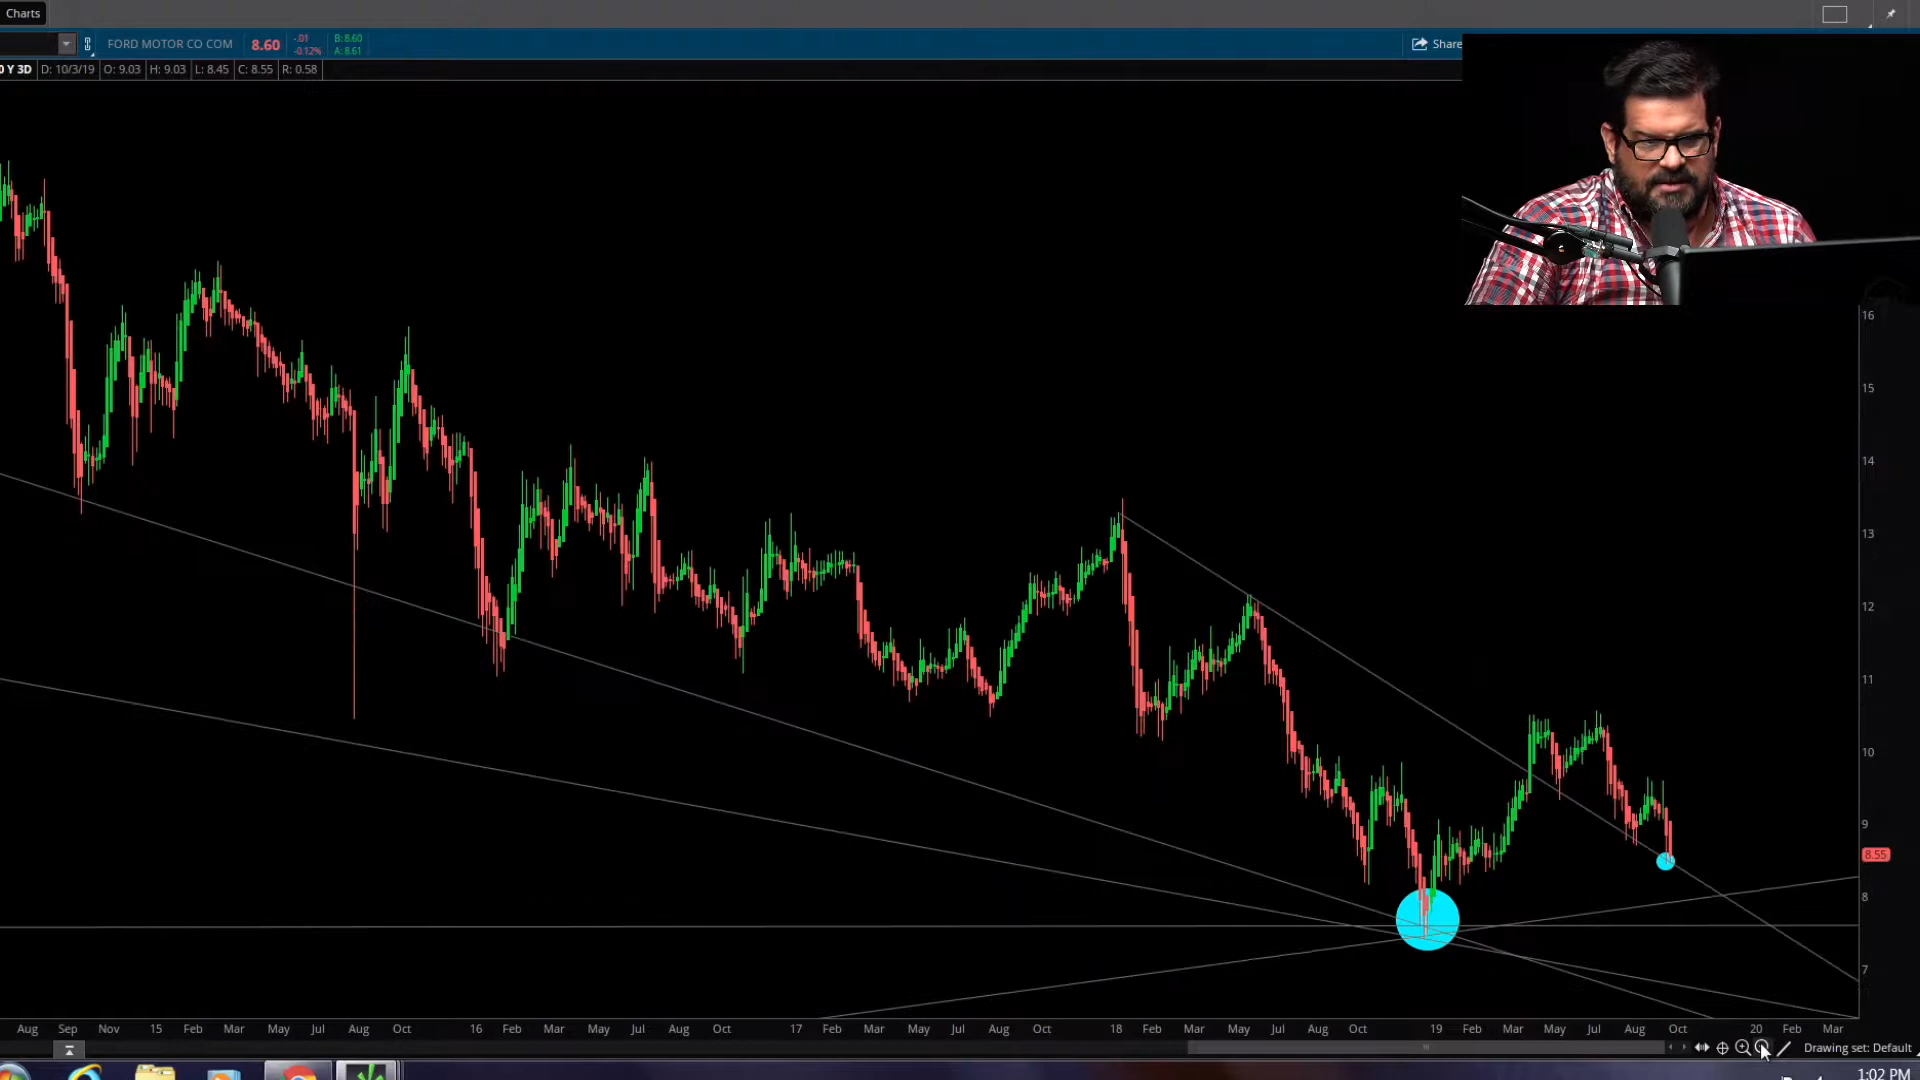 Charts
FORD MOTOR CO COM 8.60 -.01 -0.12% B: 8.60 A: 8.61
Share
0 Y 3D D: 10/3/19 O: 9.03 H: 9.03 L: 8.45 C: 8.55 R: 0.58
16
15
14
13
12
11
10
9
8.55
8
7
Aug Sep Nov 15 Feb Mar May Jul Aug Oct 16 Feb Mar May Jul Aug Oct 17 Feb Mar May Jul Aug Oct 18 Feb Mar May Jul Aug Oct 19 Feb Mar May Jul Aug Oct 20 Feb Mar
Drawing set: Default
1:02 PM